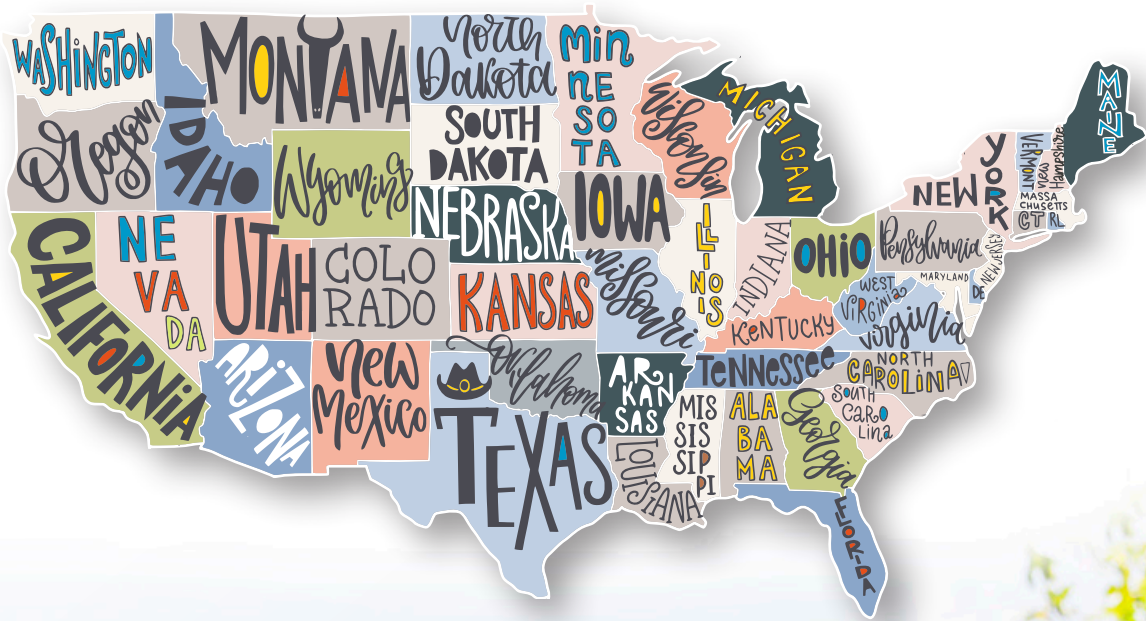 WASHINGTON
Oregon
CALIFORNIA
NE
VA
DA
IDAHO
MONTANA
Wyoming
UTAH
COLO
RADO
ARIZONA
New
Mexico
North
Dakota
SOUTH
DAKOTA
NEBRASKA
KANSAS
Oklahoma
TEXAS
Min
NE
SO
TA
IOWA
Missouri
AR
KAN
SAS
LOUISIANA
Wisconsin
ILLINOIS
MICHIGAN
INDIANA
OHIO
KENTUCKY
TENNESSEE
MIS
SIS
SIP
PI
ALA
BA
MA
Georgia
FLORIDA
SOUTH
CARO
Lina
NORTH
CAROLINA
Virginia
WEST
VIRGINIA
MARYLAND
DE
NEW JERSEY
Pensylvania
NEW
YORK
VERMONT
New
Hampshire
MASSA
CHUSETTS
CT
RI
MAINE